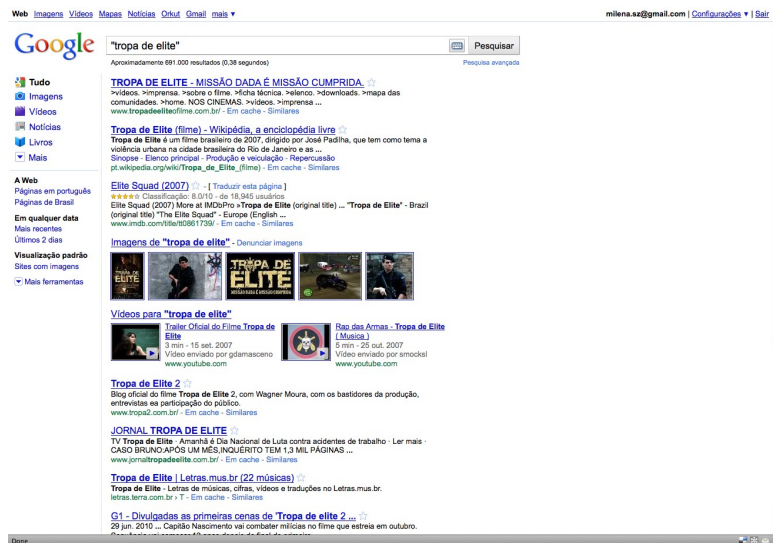 Web Imagens Vídeos Mapas Notícias Orkut Gmail mais ▼
milena.sz@gmail.com | Configurações ▼ | Sair
Google
"tropa de elite"
Pesquisar
Aproximadamente 691.000 resultados (0,38 segundos)
Pesquisa avançada
Tudo
Imagens
Vídeos
Notícias
Livros
Mais
A Web
Páginas em português
Páginas de Brasil
Em qualquer data
Mais recentes
Últimos 2 dias
Visualização padrão
Sites com imagens
Mais ferramentas
TROPA DE ELITE - MISSÃO DADA É MISSÃO CUMPRIDA.
>vídeos. >imprensa. >sobre o filme. >ficha técnica. >elenco. >downloads. >mapa das
comunidades. >home. NOS CINEMAS. >vídeos. >imprensa ...
www.tropadeeliteofilme.com.br/ - Em cache - Similares
Tropa de Elite (filme) - Wikipédia, a enciclopédia livre
Tropa de Elite é um filme brasileiro de 2007, dirigido por José Padilha, que tem como tema a
violência urbana na cidade brasileira do Rio de Janeiro e as ...
Sinopse - Elenco principal - Produção e veiculação - Repercussão
pt.wikipedia.org/wiki/Tropa_de_Elite_(filme) - Em cache - Similares
Elite Squad (2007) - [ Traduzir esta página ]
Classificação: 8.0/10 - de 18,945 usuários
Elite Squad (2007) More at IMDbPro »Tropa de Elite (original title) ... "Tropa de Elite" - Brazil
(original title) "The Elite Squad" - Europe (English ...
www.imdb.com/title/tt0861739/ - Em cache - Similares
Imagens de "tropa de elite" - Denunciar imagens
TROPA DE
ELITE
TROPA DE
ELITE
MISSÃO DADA É MISSÃO CUMPRIDA
Vídeos para "tropa de elite"
Trailer Oficial do Filme Tropa de
Elite
3 min - 15 set. 2007
Vídeo enviado por gdamasceno
www.youtube.com
Rap das Armas - Tropa de Elite
( Musica )
5 min - 25 out. 2007
Vídeo enviado por smocksl
www.youtube.com
Tropa de Elite 2
Blog oficial do filme Tropa de Elite 2, com Wagner Moura, com os bastidores da produção,
entrevistas ea participação do público.
www.tropa2.com.br/ - Em cache - Similares
JORNAL TROPA DE ELITE
TV Tropa de Elite · Amanhã é Dia Nacional de Luta contra acidentes de trabalho · Ler mais ·
CASO BRUNO:APÓS UM MÊS,INQUÉRITO TEM 1,3 MIL PÁGINAS ...
www.jornaltropadeelite.com.br/ - Em cache - Similares
Tropa de Elite | Letras.mus.br (22 músicas)
Tropa de Elite - Letras de músicas, cifras, vídeos e traduções no Letras.mus.br.
letras.terra.com.br › T - Em cache - Similares
G1 - Divulgadas as primeiras cenas de 'Tropa de elite 2 ...
29 jun. 2010 ... Capitão Nascimento vai combater milícias no filme que estreia em outubro.
Done